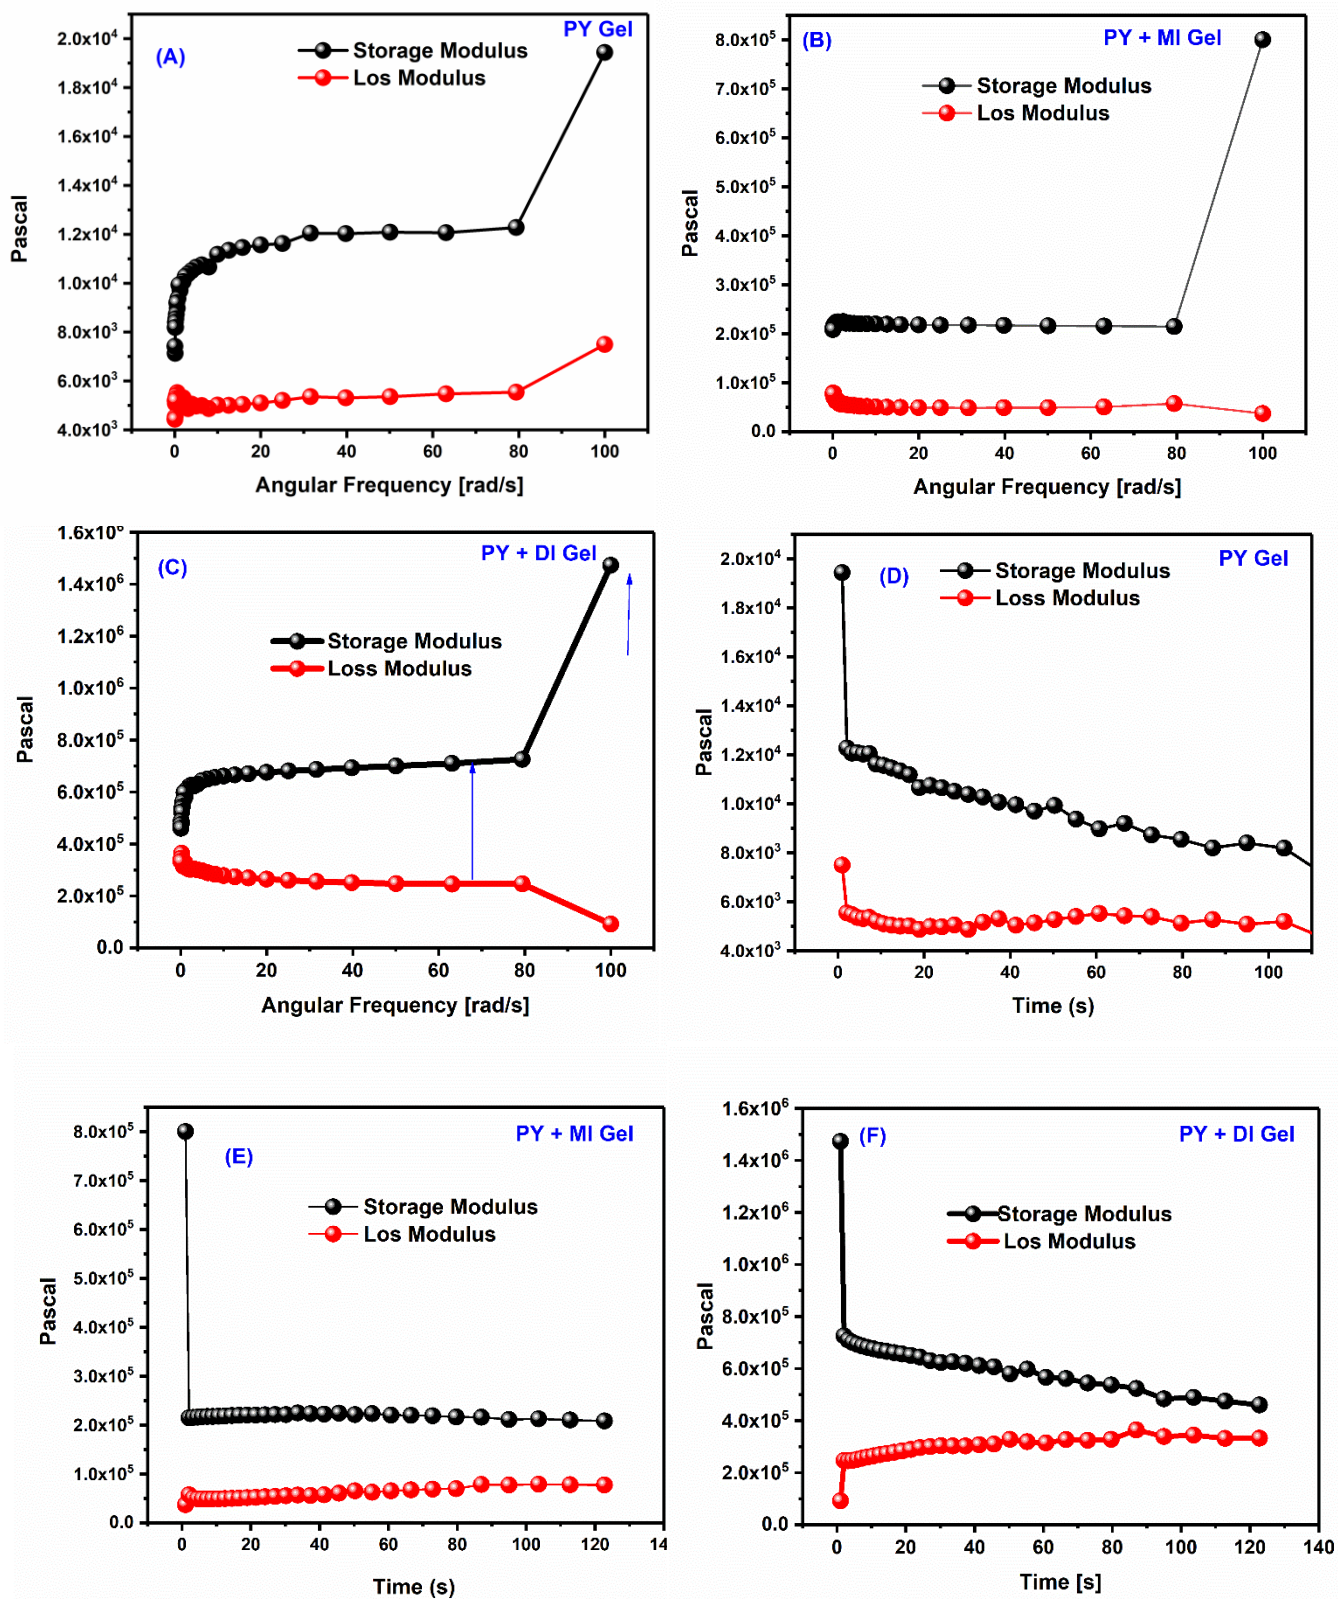 (A)
PY Gel
Storage Modulus
Los Modulus
2.0x10⁴
1.8x10⁴
1.6x10⁴
1.4x10⁴
1.2x10⁴
1.0x10⁴
8.0x10³
6.0x10³
4.0x10³
Pascal
0 20 40 60 80 100
Angular Frequency [rad/s]
(B)
PY + MI Gel
Storage Modulus
Los Modulus
8.0x10⁵
7.0x10⁵
6.0x10⁵
5.0x10⁵
4.0x10⁵
3.0x10⁵
2.0x10⁵
1.0x10⁵
0.0
Pascal
0 20 40 60 80 100
Angular Frequency [rad/s]
(C)
PY + DI Gel
Storage Modulus
Loss Modulus
1.6x10⁶
1.4x10⁶
1.2x10⁶
1.0x10⁶
8.0x10⁵
6.0x10⁵
4.0x10⁵
2.0x10⁵
0.0
Pascal
0 20 40 60 80 100
Angular Frequency [rad/s]
(D)
PY Gel
Storage Modulus
Loss Modulus
2.0x10⁴
1.8x10⁴
1.6x10⁴
1.4x10⁴
1.2x10⁴
1.0x10⁴
8.0x10³
6.0x10³
4.0x10³
Pascal
0 20 40 60 80 100
Time (s)
(E)
PY + MI Gel
Storage Modulus
Los Modulus
8.0x10⁵
7.0x10⁵
6.0x10⁵
5.0x10⁵
4.0x10⁵
3.0x10⁵
2.0x10⁵
1.0x10⁵
0.0
Pascal
0 20 40 60 80 100 120 14
Time (s)
(F)
PY + DI Gel
Storage Modulus
Los Modulus
1.6x10⁶
1.4x10⁶
1.2x10⁶
1.0x10⁶
8.0x10⁵
6.0x10⁵
4.0x10⁵
2.0x10⁵
0.0
Pascal
0 20 40 60 80 100 120 140
Time [s]